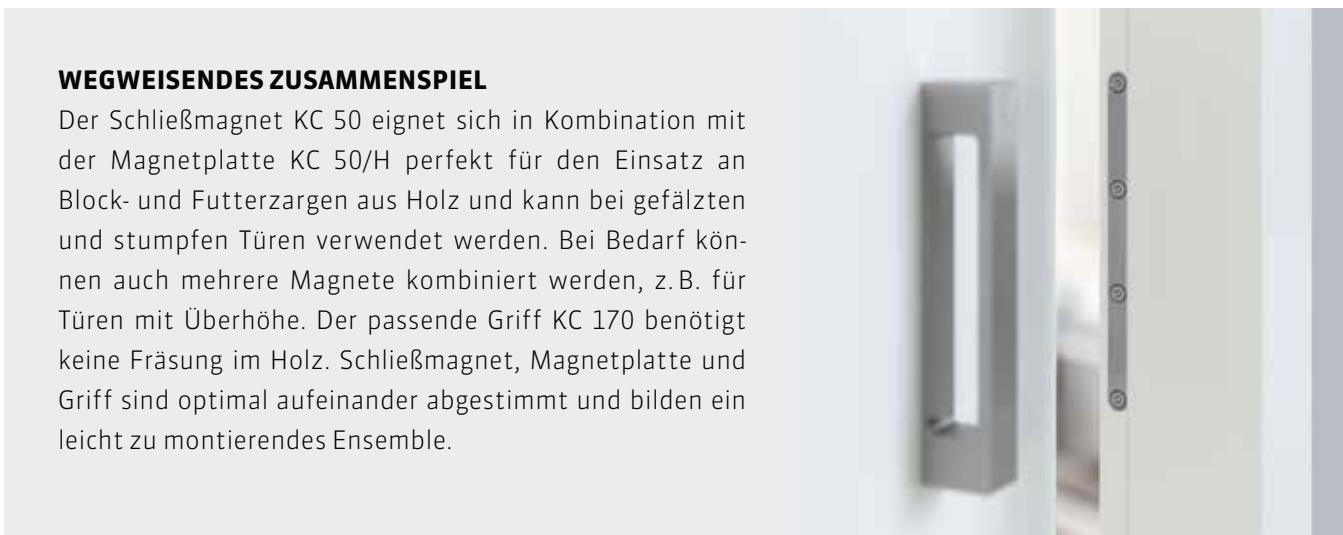 WEGWEISENDES ZUSAMMENSPIEL
Der Schließmagnet KC 50 eignet sich in Kombination mit
der Magnetplatte KC 50/H perfekt für den Einsatz an
Block- und Futterzargen aus Holz und kann bei gefälzten
und stumpfen Türen verwendet werden. Bei Bedarf kön-
nen auch mehrere Magnete kombiniert werden, z. B. für
Türen mit Überhöhe. Der passende Griff KC 170 benötigt
keine Fräsung im Holz. Schließmagnet, Magnetplatte und
Griff sind optimal aufeinander abgestimmt und bilden ein
leicht zu montierendes Ensemble.